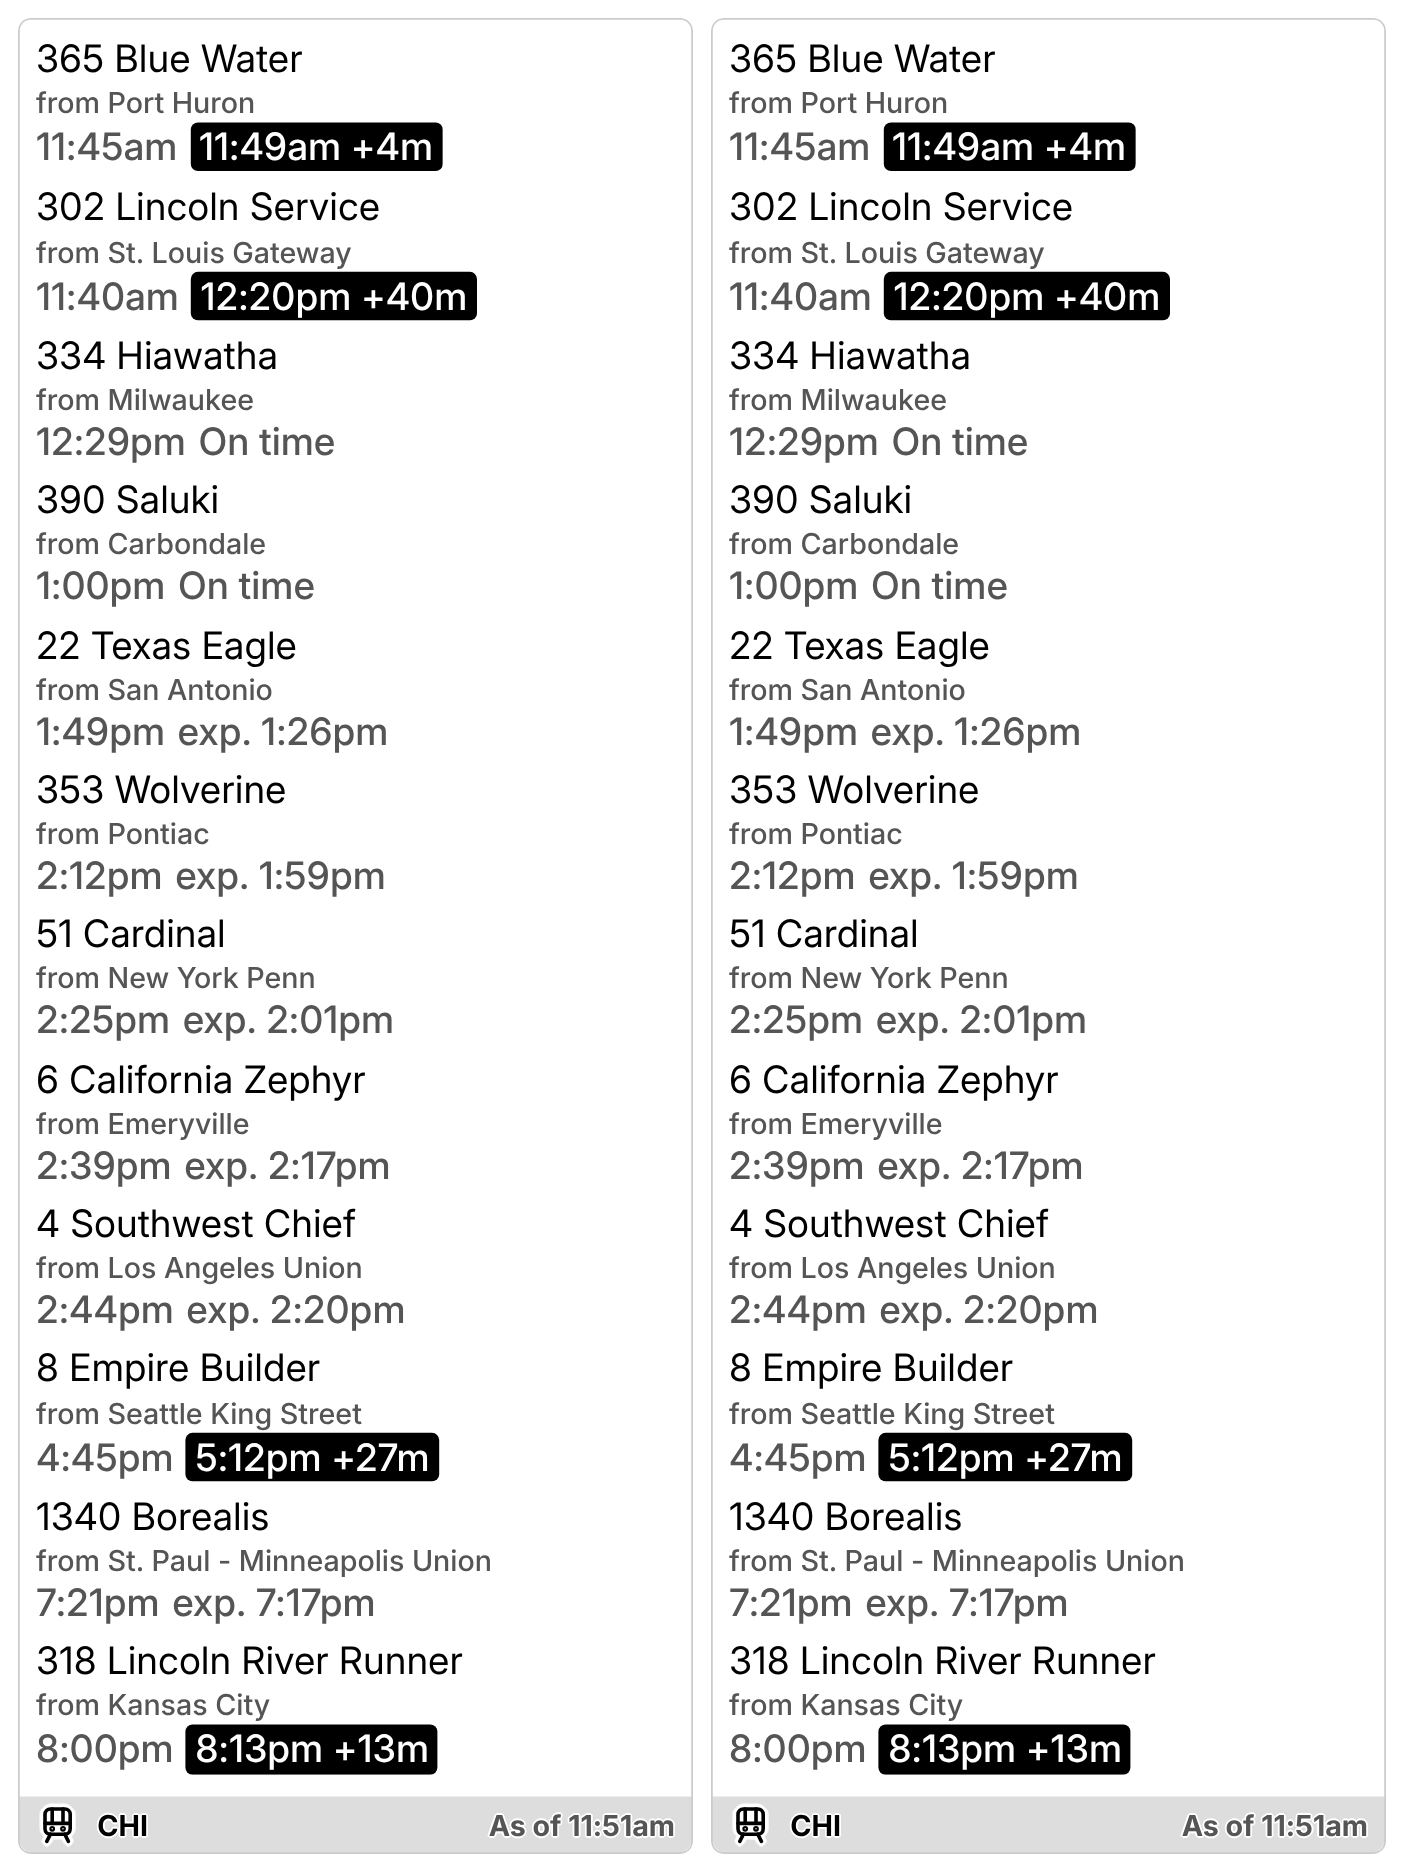 365 Blue Water
from Port Huron
11:45am 11:49am +4m
302 Lincoln Service
from St. Louis Gateway
11:40am 12:20pm +40m
334 Hiawatha
from Milwaukee
12:29pm On time
390 Saluki
from Carbondale
1:00pm On time
22 Texas Eagle
from San Antonio
1:49pm exp. 1:26pm
353 Wolverine
from Pontiac
2:12pm exp. 1:59pm
51 Cardinal
from New York Penn
2:25pm exp. 2:01pm
6 California Zephyr
from Emeryville
2:39pm exp. 2:17pm
4 Southwest Chief
from Los Angeles Union
2:44pm exp. 2:20pm
8 Empire Builder
from Seattle King Street
4:45pm 5:12pm +27m
1340 Borealis
from St. Paul - Minneapolis Union
7:21pm exp. 7:17pm
318 Lincoln River Runner
from Kansas City
8:00pm 8:13pm +13m
CHI As of 11:51am
365 Blue Water
from Port Huron
11:45am 11:49am +4m
302 Lincoln Service
from St. Louis Gateway
11:40am 12:20pm +40m
334 Hiawatha
from Milwaukee
12:29pm On time
390 Saluki
from Carbondale
1:00pm On time
22 Texas Eagle
from San Antonio
1:49pm exp. 1:26pm
353 Wolverine
from Pontiac
2:12pm exp. 1:59pm
51 Cardinal
from New York Penn
2:25pm exp. 2:01pm
6 California Zephyr
from Emeryville
2:39pm exp. 2:17pm
4 Southwest Chief
from Los Angeles Union
2:44pm exp. 2:20pm
8 Empire Builder
from Seattle King Street
4:45pm 5:12pm +27m
1340 Borealis
from St. Paul - Minneapolis Union
7:21pm exp. 7:17pm
318 Lincoln River Runner
from Kansas City
8:00pm 8:13pm +13m
CHI As of 11:51am